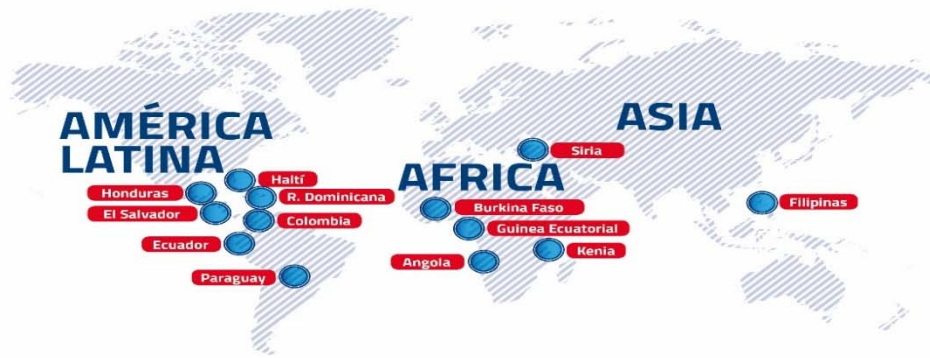 AMÉRICA
LATINA
Haití
Honduras
R. Dominicana
El Salvador
Colombia
Ecuador
Paraguay
AFRICA
Burkina Faso
Guinea Ecuatorial
Kenia
Angola
ASIA
Siria
Filipinas